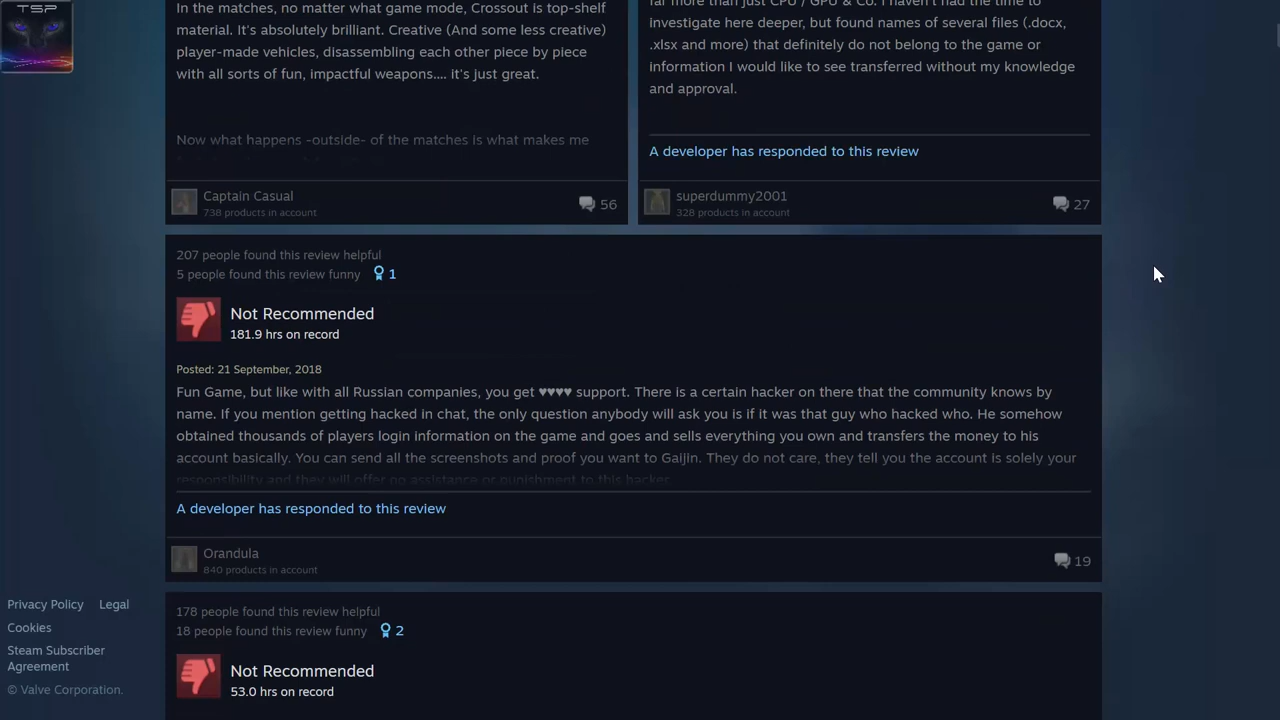 TSP
In the matches, no matter what game mode, Crossout is top-shelf
material. It's absolutely brilliant. Creative (And some less creative)
player-made vehicles, disassembling each other piece by piece
with all sorts of fun, impactful weapons.... it's just great.
Now what happens -outside- of the matches is what makes me
Captain Casual
738 products in account
56
far more than just CPU / GPU & Co. I haven't had the time to
investigate here deeper, but found names of several files (.docx,
.xlsx and more) that definitely do not belong to the game or
information I would like to see transferred without my knowledge
and approval.
A developer has responded to this review
superdummy2001
328 products in account
27
207 people found this review helpful
5 people found this review funny 1
Not Recommended
181.9 hrs on record
Posted: 21 September, 2018
Fun Game, but like with all Russian companies, you get ♥♥♥♥ support. There is a certain hacker on there that the community knows by
name. If you mention getting hacked in chat, the only question anybody will ask you is if it was that guy who hacked who. He somehow
obtained thousands of players login information on the game and goes and sells everything you own and transfers the money to his
account basically. You can send all the screenshots and proof you want to Gaijin. They do not care, they tell you the account is solely your
responsibility and they will offer no assistance or punishment to this hacker.
A developer has responded to this review
Orandula
840 products in account
19
178 people found this review helpful
18 people found this review funny 2
Not Recommended
53.0 hrs on record
Privacy Policy Legal
Cookies
Steam Subscriber
Agreement
© Valve Corporation.